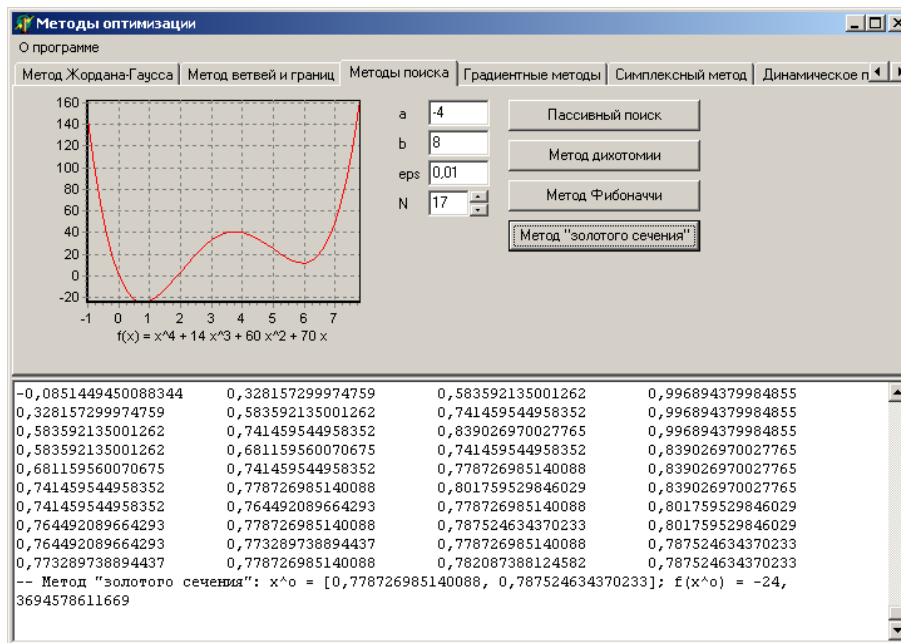 Методы оптимизации
О программе
Метод Жордана-Гаусса Метод ветвей и границ Методы поиска Градиентные методы Симплексный метод Динамическое п
160
140
120
100
80
60
40
20
0
-20
-1 0 1 2 3 4 5 6 7
f(x) = x^4 + 14 x^3 + 60 x^2 + 70 x
a -4
b 8
eps 0,01
N 17
Пассивный поиск
Метод дихотомии
Метод Фибоначчи
Метод "золотого сечения"
-0,0851449450088344 0,328157299974759 0,583592135001262 0,996894379984855
0,328157299974759 0,583592135001262 0,741459544958352 0,996894379984855
0,583592135001262 0,741459544958352 0,839026970027765 0,996894379984855
0,583592135001262 0,681159560070675 0,741459544958352 0,839026970027765
0,681159560070675 0,741459544958352 0,778726985140088 0,839026970027765
0,741459544958352 0,778726985140088 0,801759529846029 0,839026970027765
0,741459544958352 0,764492089664293 0,778726985140088 0,801759529846029
0,764492089664293 0,778726985140088 0,787524634370233 0,801759529846029
0,764492089664293 0,773289738894437 0,778726985140088 0,787524634370233
0,773289738894437 0,778726985140088 0,782087388124582 0,787524634370233
-- Метод "золотого сечения": x^o = [0,778726985140088, 0,787524634370233]; f(x^o) = -24,
3694578611669